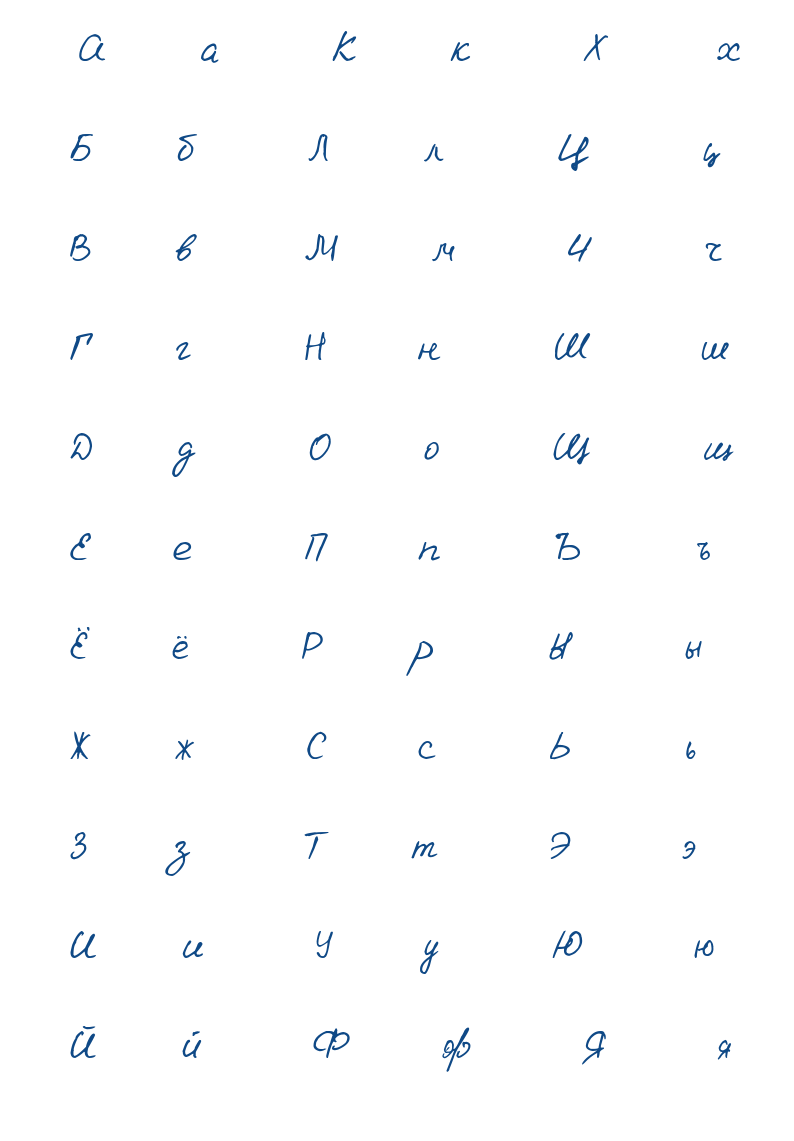 А а К к Х х
Б б Л л Ц ц
В в М м Ч ч
Г г Н н Ш ш
Д д О о Щ щ
Е е П п Ъ ъ
Ё ё Р р Ы ы
Ж ж С с Ь ь
З з Т т Э э
И и У у Ю ю
Й й Ф ф Я я